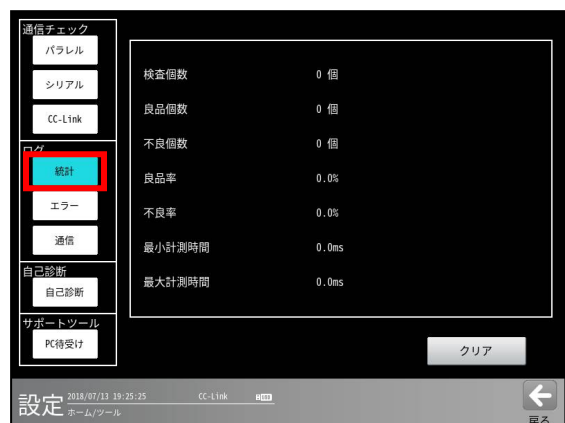 通信チェック
パラレル
シリアル
CC-Link
ログ
統計
エラー
通信
自己診断
自己診断
サポートツール
PC待受け
検査個数 0 個
良品個数 0 個
不良個数 0 個
良品率 0.0%
不良率 0.0%
最小計測時間 0.0ms
最大計測時間 0.0ms
クリア
設定 2018/07/13 19:25:25 CC-Link
ホーム/ツール
戻る